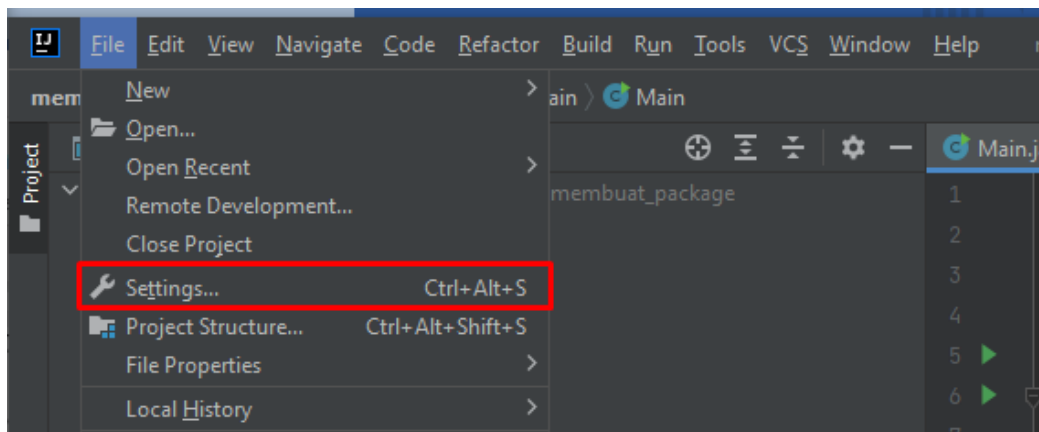 IJ File Edit View Navigate Code Refactor Build Run Tools VCS Window Help
mem New ain Main
Open...
Project
Main.j
Open Recent
membuat_package
1
Remote Development...
2
Close Project
3
Settings... Ctrl+Alt+S
4
Project Structure... Ctrl+Alt+Shift+S
5
File Properties
6
Local History